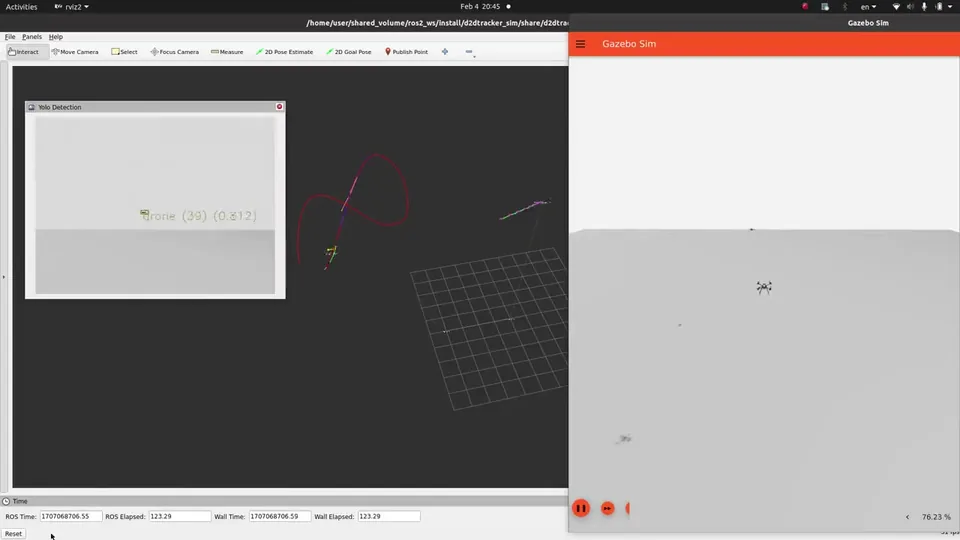 Activities
rviz2
Feb 4 20:45
en
/home/user/shared_volume/ros2_ws/install/d2dtracker_sim/share/d2dtra
Gazebo Sim
File Panels Help
Interact Move Camera Select Focus Camera Measure 2D Pose Estimate 2D Goal Pose Publish Point
Gazebo Sim
Yolo Detection
drone (39) (0.812)
Time
ROS Time: 1707068706.55 ROS Elapsed: 123.29 Wall Time: 1707068706.59 Wall Elapsed: 123.29
76.23 %
Reset